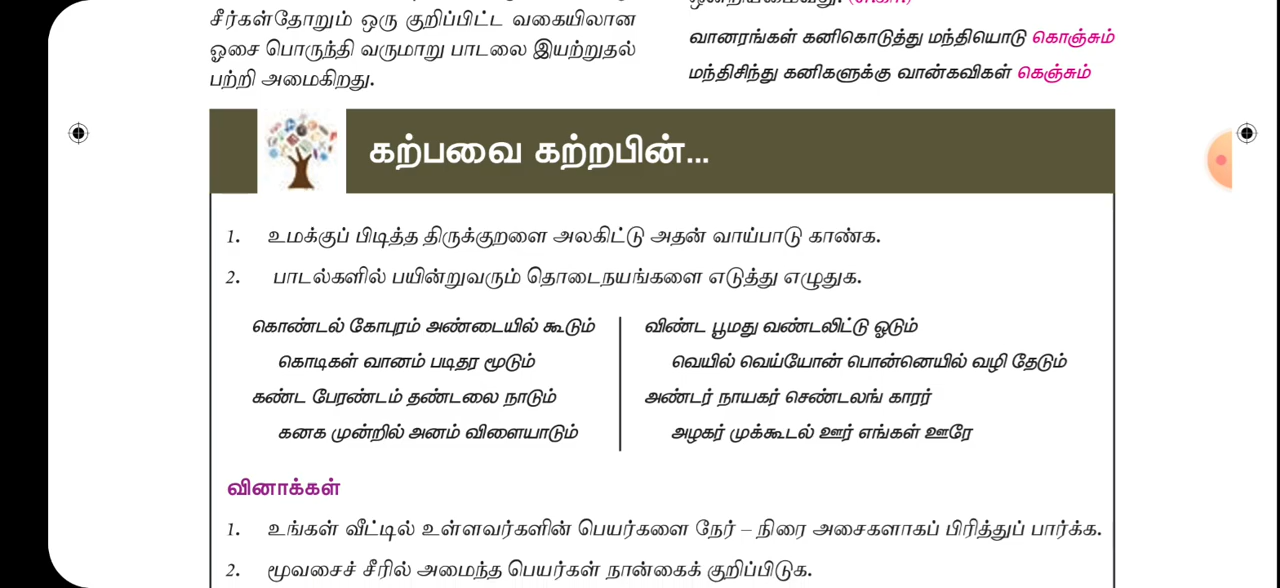 சீர்கள்தோறும் ஒரு குறிப்பிட்ட வகையிலான
ஓசை பொருந்தி வருமாறு பாடலை இயற்றுதல்
பற்றி அமைகிறது.
வானரங்கள் கனிகொடுத்து மந்தியொடு கொஞ்சும்
மந்திசிந்து கனிகளுக்கு வான்கவிகள் கெஞ்சும்
கற்பவை கற்றபின்...
1. உமக்குப் பிடித்த திருக்குறளை அலகிட்டு அதன் வாய்பாடு காண்க.
2. பாடல்களில் பயின்றுவரும் தொடைநயங்களை எடுத்து எழுதுக.
கொண்டல் கோபுரம் அண்டையில் கூடும்
கொடிகள் வானம் படிதர மூடும்
கண்ட பேரண்டம் தண்டலை நாடும்
கனக முன்றில் அனம் விளையாடும்
விண்ட பூமது வண்டலிட்டு ஓடும்
வெயில் வெய்யோன் பொன்னெயில் வழி தேடும்
அண்டர் நாயகர் செண்டலங் காரர்
அழகர் முக்கூடல் ஊர் எங்கள் ஊரே
வினாக்கள்
1. உங்கள் வீட்டில் உள்ளவர்களின் பெயர்களை நேர் – நிரை அசைகளாகப் பிரித்துப் பார்க்க.
2. மூவசைச் சீரில் அமைந்த பெயர்கள் நான்கைக் குறிப்பிடுக.